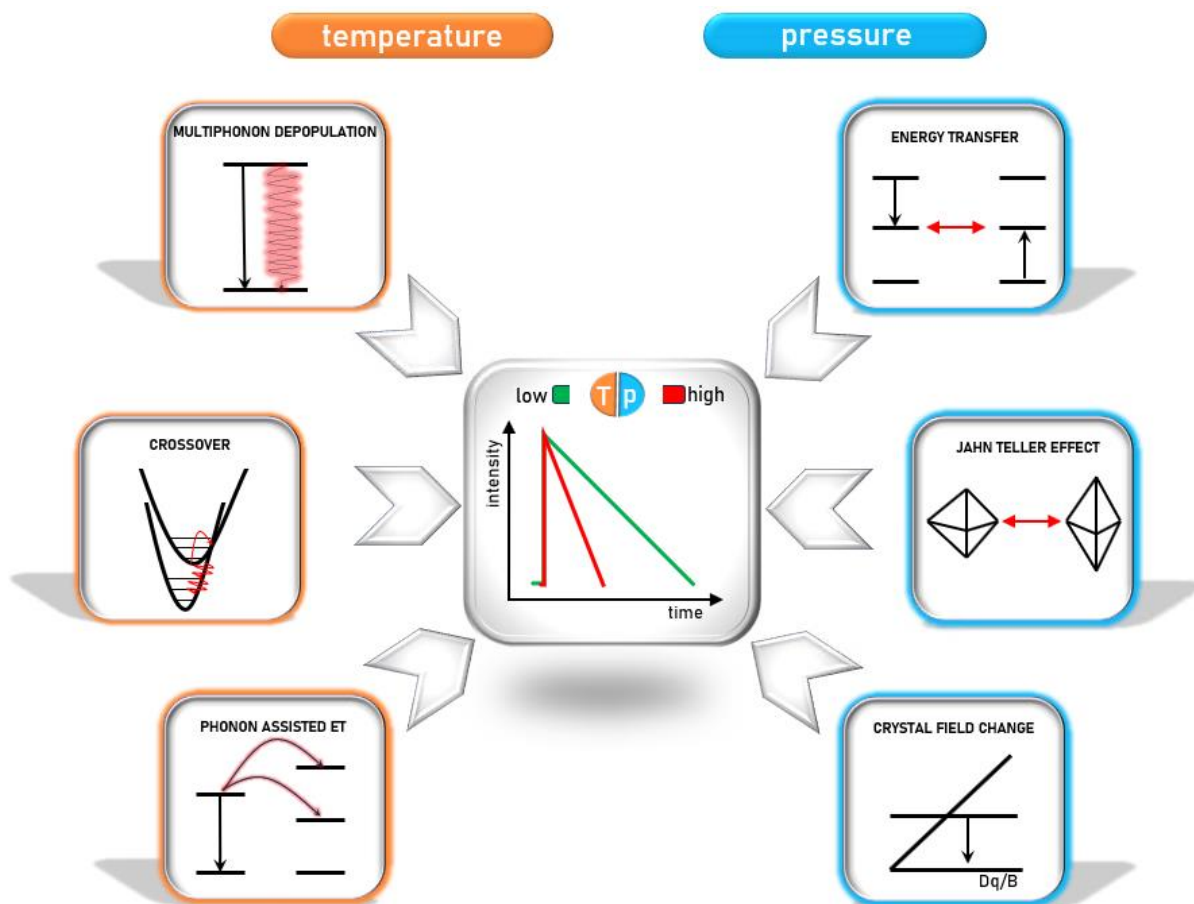 temperature
pressure
MULTIPHONON DEPOPULATION
ENERGY TRANSFER
low T p high
intensity
time
CROSSOVER
JAHN TELLER EFFECT
PHONON ASSISTED ET
CRYSTAL FIELD CHANGE
Dq/B